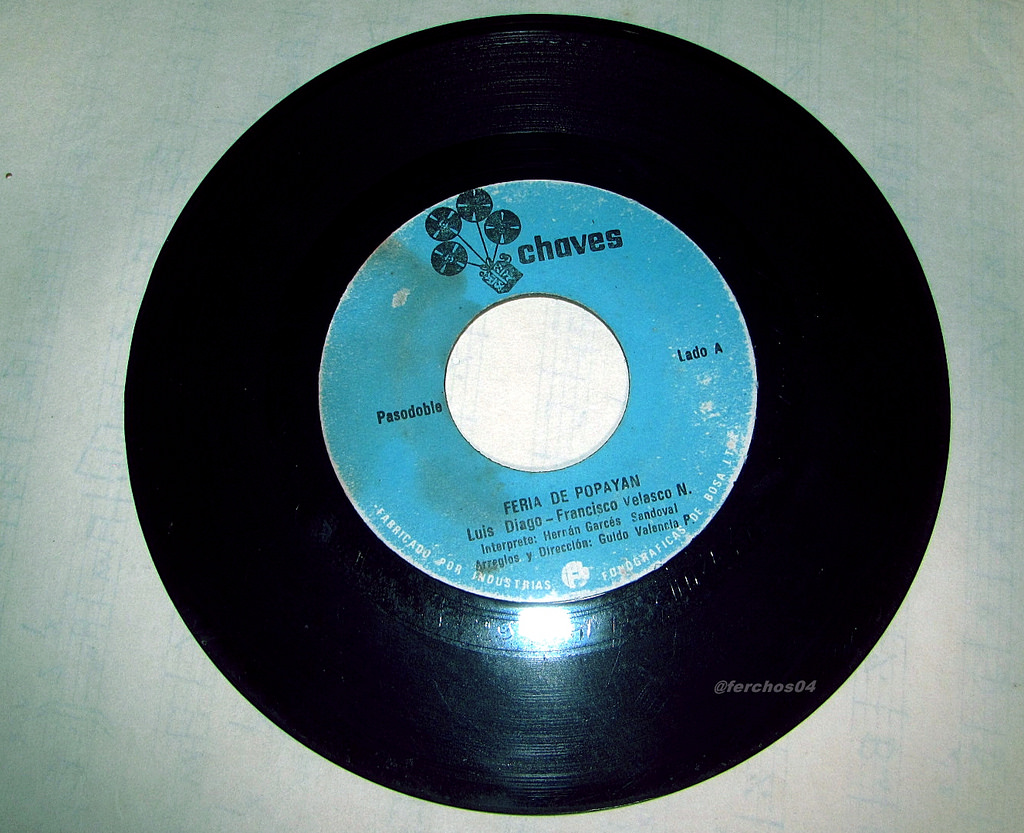 chaves
Lado A
Pasodoble
FERIA DE POPAYAN
Luis Diago - Francisco Velasco N.
Interprete: Hernán Garcés Sandoval
Arreglos y Dirección: Guido Valencia P.
FABRICADO POR INDUSTRIAS FONOGRAFICAS DE BOSA LTDA
@ferchos04